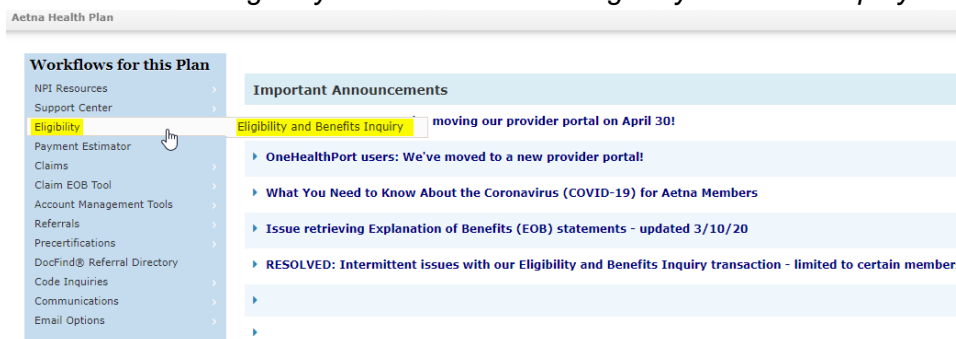 Aetna Health Plan
Workflows for this Plan
NPI Resources
Support Center
Eligibility
Eligibility and Benefits Inquiry
Payment Estimator
Claims
Claim EOB Tool
Account Management Tools
Referrals
Precertifications
DocFind® Referral Directory
Code Inquiries
Communications
Email Options
Important Announcements
moving our provider portal on April 30!
OneHealthPort users: We've moved to a new provider portal!
What You Need to Know About the Coronavirus (COVID-19) for Aetna Members
Issue retrieving Explanation of Benefits (EOB) statements - updated 3/10/20
RESOLVED: Intermittent issues with our Eligibility and Benefits Inquiry transaction - limited to certain member